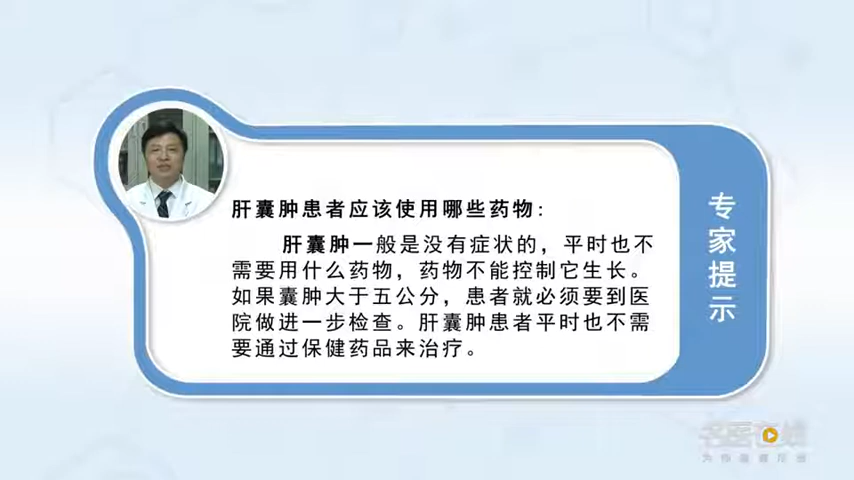 肝囊肿患者应该使用哪些药物：
肝囊肿一般是没有症状的，平时也不
需要用什么药物，药物不能控制它生长。
如果囊肿大于五公分，患者就必须要到医
院做进一步检查。肝囊肿患者平时也不需
要通过保健药品来治疗。
专家提示
名医在线